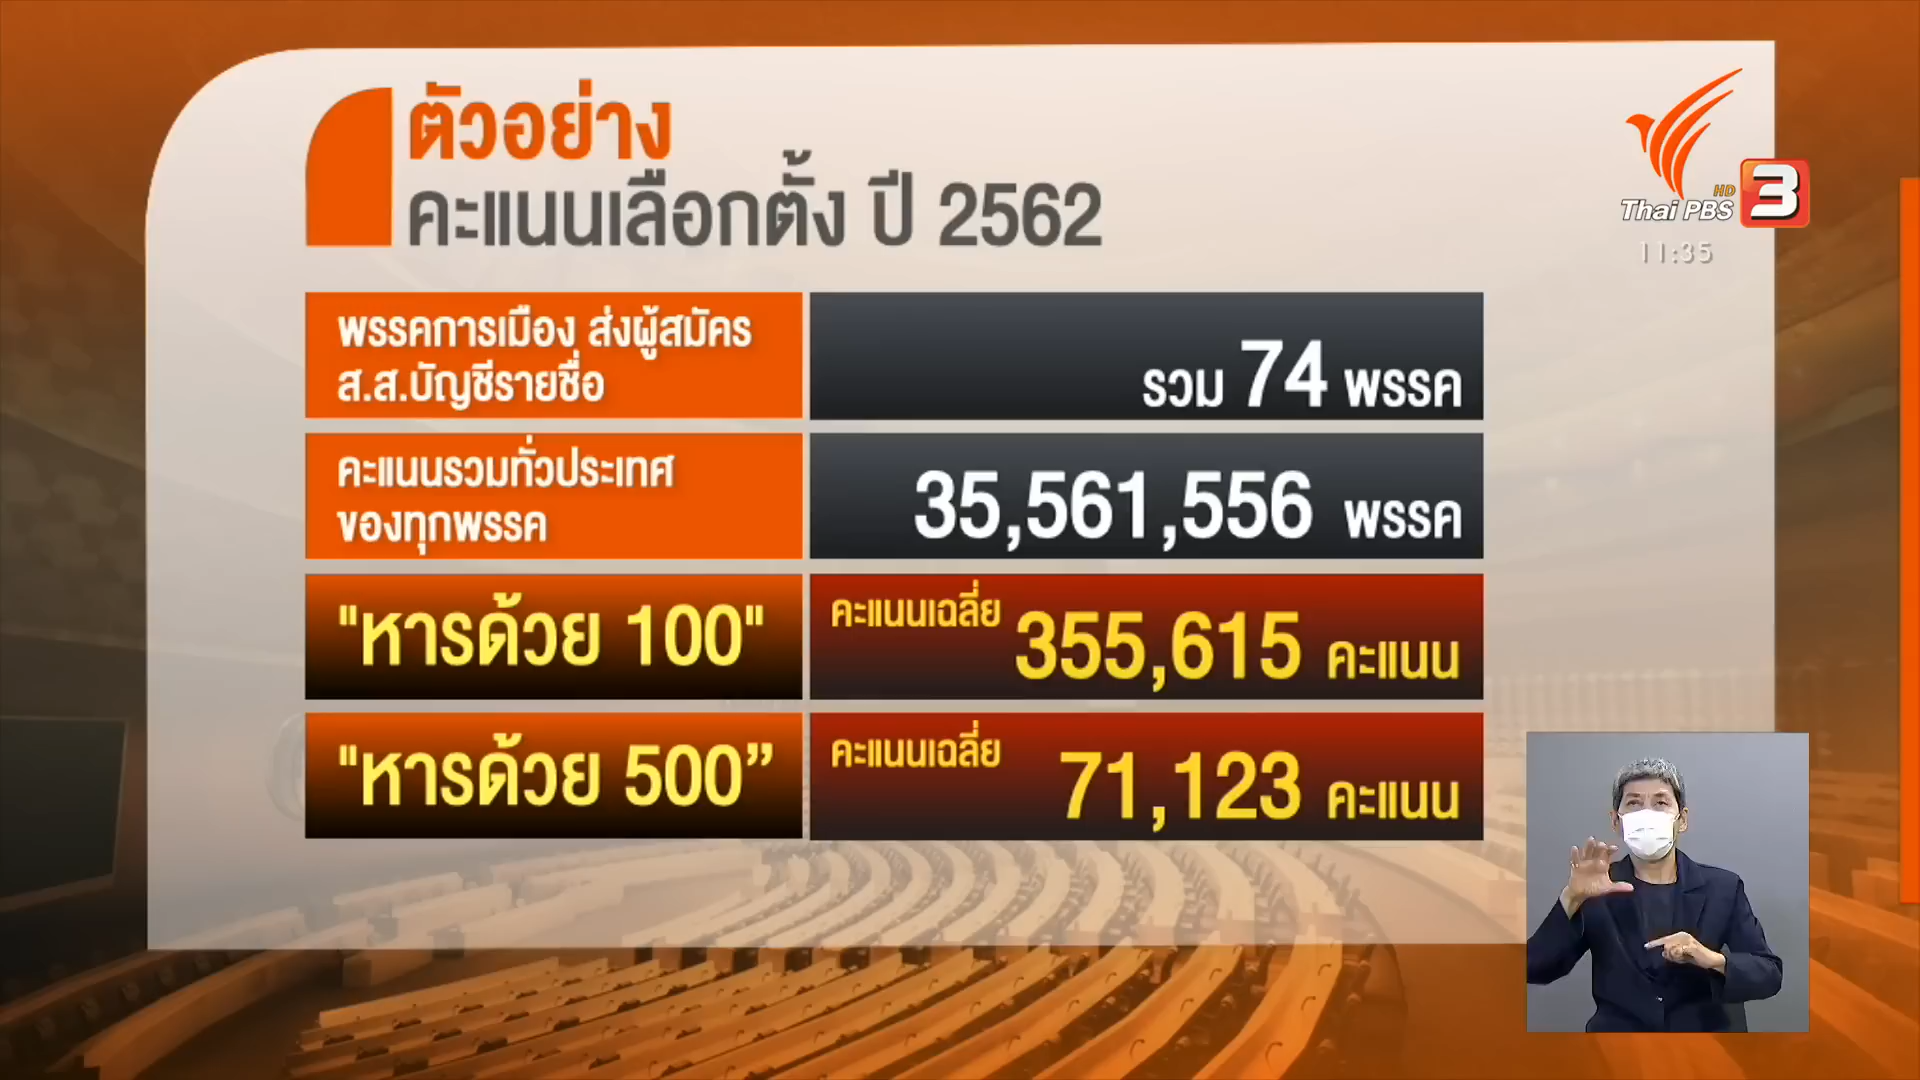 ตัวอย่าง
คะแนนเลือกตั้ง ปี 2562
HD
Thai PBS 3
11:35
พรรคการเมือง ส่งผู้สมัคร
ส.ส.บัญชีรายชื่อ
รวม 74 พรรค
คะแนนรวมทั่วประเทศ
ของทุกพรรค
35,561,556 พรรค
"หารด้วย 100"
คะแนนเฉลี่ย 355,615 คะแนน
"หารด้วย 500”
คะแนนเฉลี่ย 71,123 คะแนน